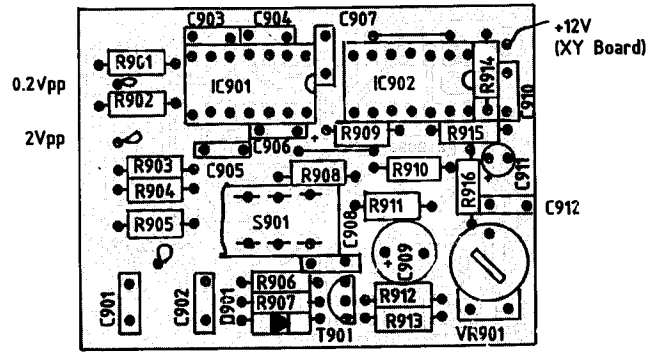 C903
C904
C907
+12V
(XY Board)
R901
IC901
IC902
R914
0.2Vpp
R902
C910
2Vpp
+
R909
R915
C906
C905
R903
R908
R910
+
C911
R904
R916
R905
S901
R911
C912
C908
+
C909
C901
C902
D901
R906
R907
R912
T901
R913
VR901